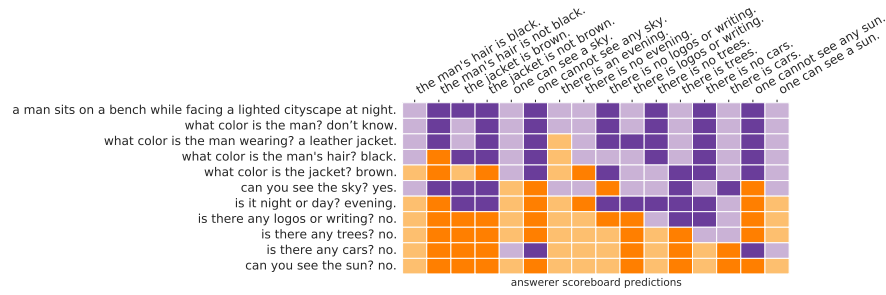 the man's hair is black.
the man's hair is not black.
the jacket is brown.
the jacket is not brown.
one can see a sky.
one cannot see any sky.
there is an evening.
there is no evening.
there is no logos or writing.
there is logos or writing.
there is no trees.
there is trees.
there is no cars.
there is cars.
one cannot see any sun.
one can see a sun.
a man sits on a bench while facing a lighted cityscape at night.
what color is the man? don’t know.
what color is the man wearing? a leather jacket.
what color is the man's hair? black.
what color is the jacket? brown.
can you see the sky? yes.
is it night or day? evening.
is there any logos or writing? no.
is there any trees? no.
is there any cars? no.
can you see the sun? no.
answerer scoreboard predictions